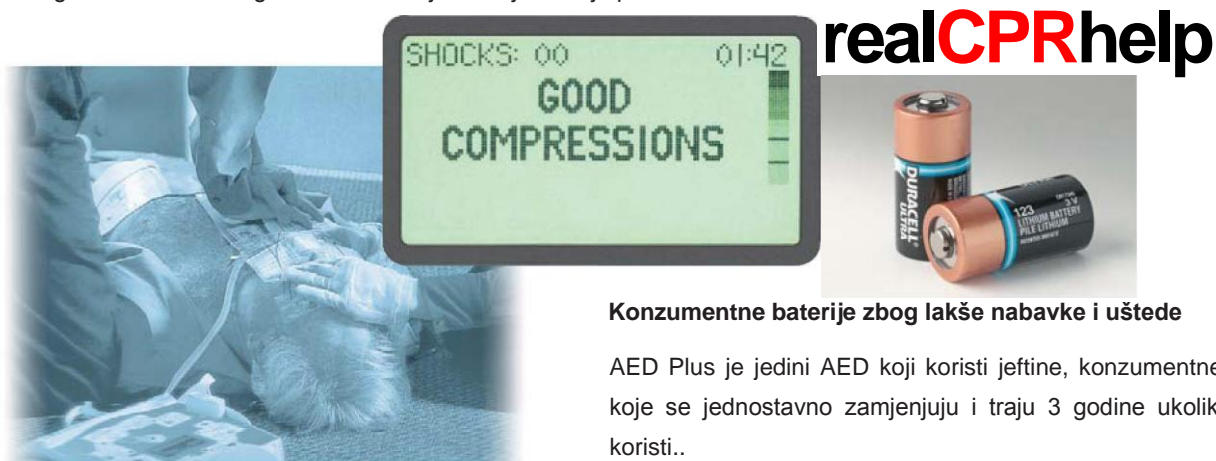 realCPRhelp
SHOCKS: 00 01:42
GOOD
COMPRESSIONS
DURACELL
ULTRA
123
3 V
LITHIUM BATTERY
PILE LITHIUM
Konzumentne baterije zbog lakše nabavke i uštede
AED Plus je jedini AED koji koristi jeftine, konzumentne
koje se jednostavno zamjenjuju i traju 3 godine ukolik
koristi..